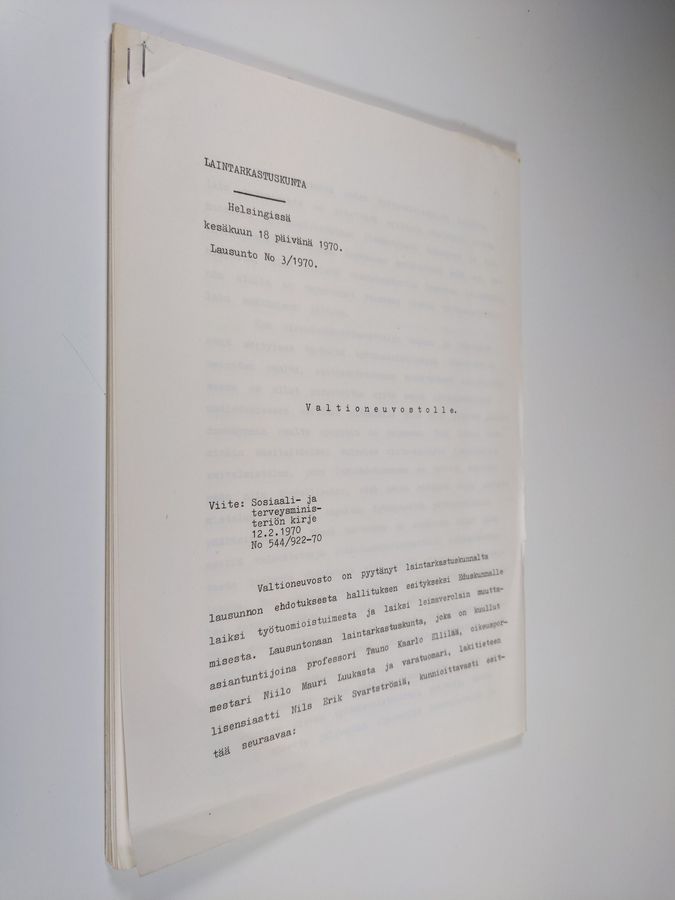 LAINTARKASTUSKUNTA
Helsingissä
kesäkuun 18 päivänä 1970.
Lausunto No 3/1970.
Valtioneuvostolle.
Viite: Sosiaali- ja
terveysminis-
teriön kirje
12.2.1970
No 544/922-70
Valtioneuvosto on pyytänyt laintarkastuskunnalta
lausunnon ehdotuksesta hallituksen esitykseksi Eduskunnalle
laiksi työtuomioistuimesta ja laiksi leimaverolain muutta-
misesta. Lausuntonaan laintarkastuskunta, joka on kuullut
asiantuntijoina professori Tauno Kaarlo Ellilää, oikeuspor-
mestari Niilo Mauri Luukasta ja varatuomari, lakitieteen
lisensiaatti Nils Erik Svartströmiä, kunnioittavasti esit-
tää seuraavaa: